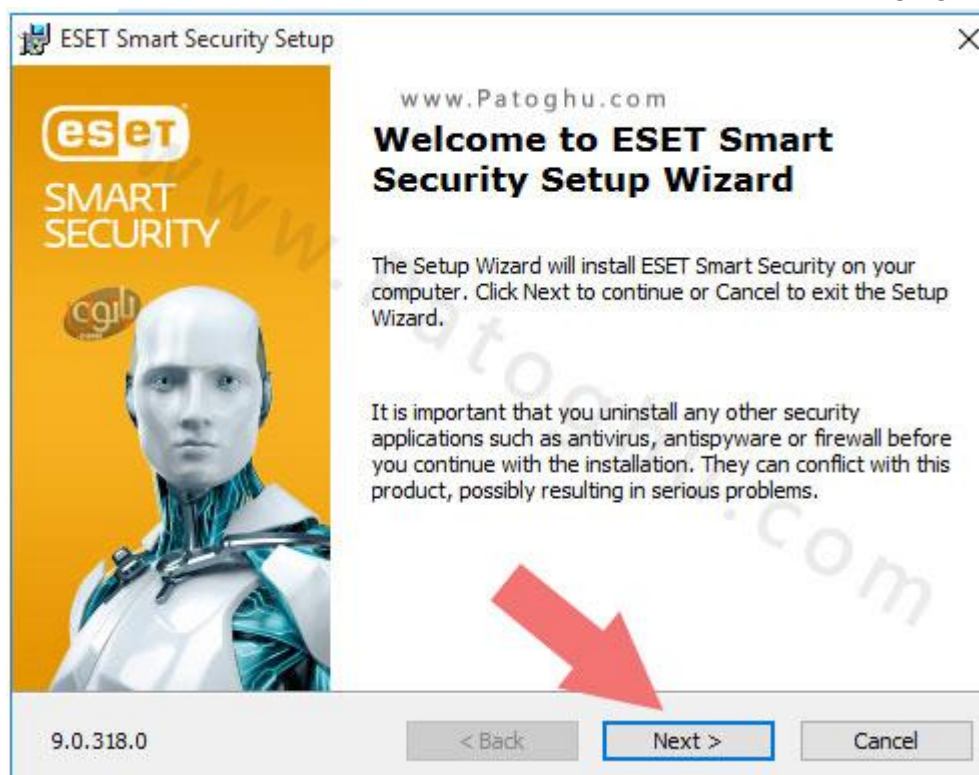 ESET Smart Security Setup
www.Patoghu.com
Welcome to ESET Smart
Security Setup Wizard
eset
SMART
SECURITY
The Setup Wizard will install ESET Smart Security on your
computer. Click Next to continue or Cancel to exit the Setup
Wizard.
It is important that you uninstall any other security
applications such as antivirus, antispyware or firewall before
you continue with the installation. They can conflict with this
product, possibly resulting in serious problems.
www.Patoghu.com
9.0.318.0
< Back
Next >
Cancel